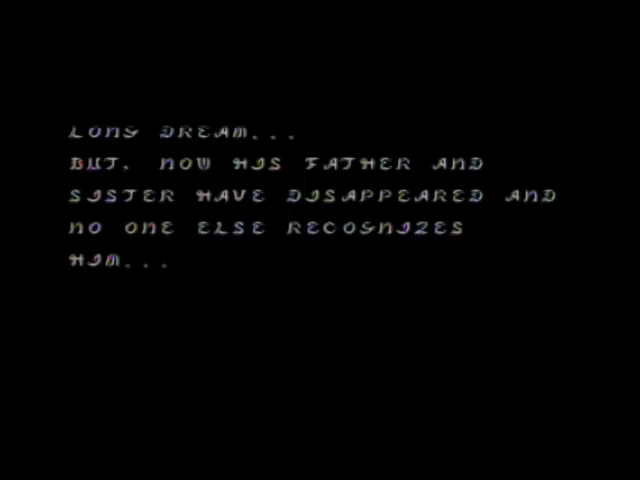 LONG DREAM...
BUT. NOW HIS FATHER AND
SISTER HAVE DISAPPEARED AND
NO ONE ELSE RECOGNIZES
HIM...